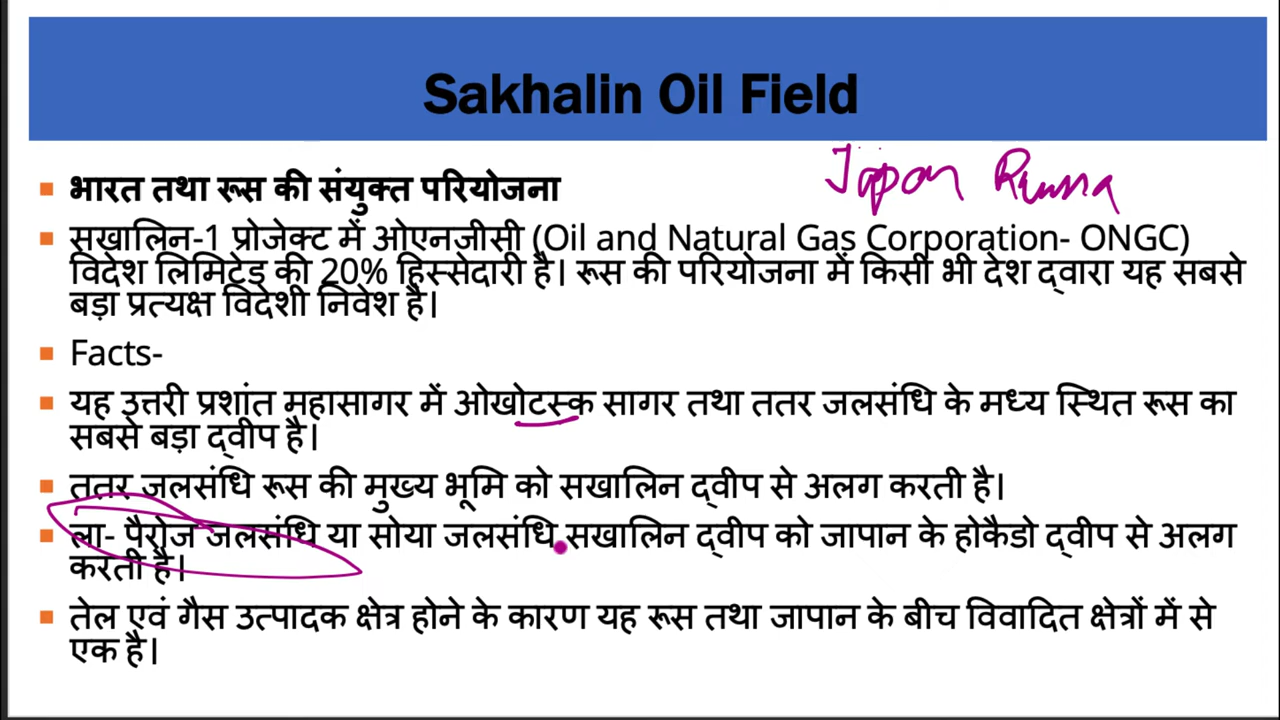 Sakhalin Oil Field
Japan Russia
भारत तथा रूस की संयुक्त परियोजना
सखालिन-1 प्रोजेक्ट में ओएनजीसी (Oil and Natural Gas Corporation- ONGC)
विदेश लिमिटेड की 20% हिस्सेदारी है। रूस की परियोजना में किसी भी देश द्वारा यह सबसे
बड़ा प्रत्यक्ष विदेशी निवेश है।
Facts-
यह उत्तरी प्रशांत महासागर में ओखोटस्क सागर तथा ततर जलसंधि के मध्य स्थित रूस का
सबसे बड़ा द्वीप है।
ततर जलसंधि रूस की मुख्य भूमि को सखालिन द्वीप से अलग करती है।
ला- पैरोज जलसंधि या सोया जलसंधि सखालिन द्वीप को जापान के होकैडो द्वीप से अलग
करती है।
तेल एवं गैस उत्पादक क्षेत्र होने के कारण यह रूस तथा जापान के बीच विवादित क्षेत्रों में से
एक है।